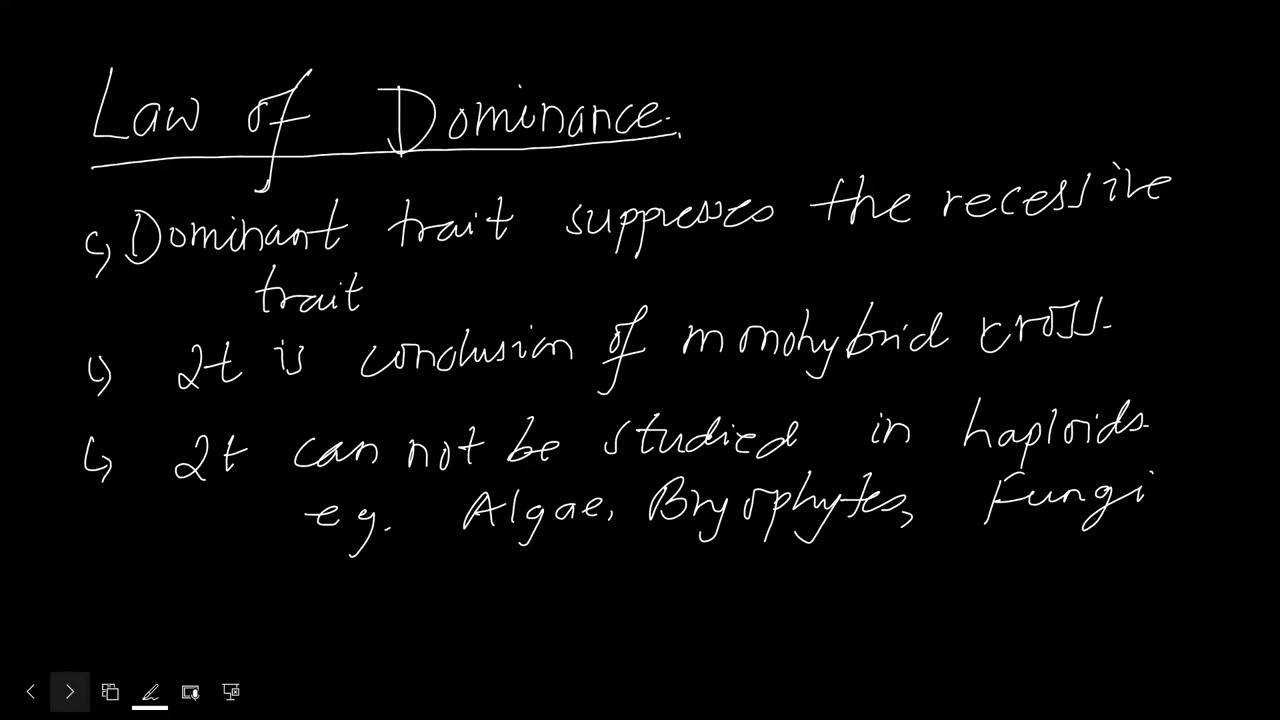 Law of Dominance.
Dominant trait suppresses the recessive
trait
It is conclusion of monohybrid cross.
It can not be studied in haploids.
eg. Algae, Bryophytes, Fungi